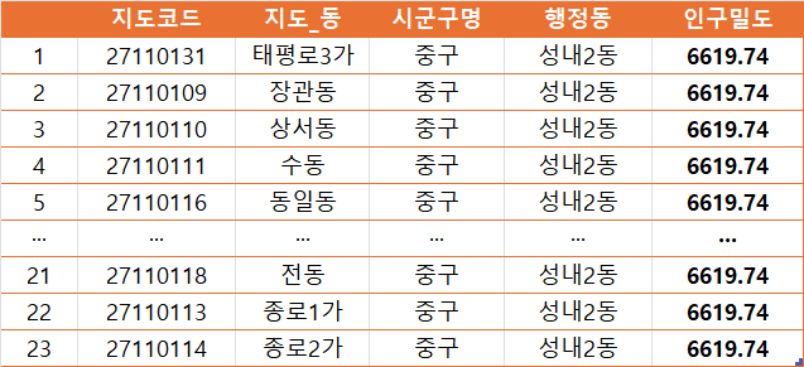 지도코드 지도_동 시군구명 행정동 인구밀도
1 27110131 태평로3가 중구 성내2동 6619.74
2 27110109 장관동 중구 성내2동 6619.74
3 27110110 상서동 중구 성내2동 6619.74
4 27110111 수동 중구 성내2동 6619.74
5 27110116 동일동 중구 성내2동 6619.74
... ... ... ... ... ...
21 27110118 전동 중구 성내2동 6619.74
22 27110113 종로1가 중구 성내2동 6619.74
23 27110114 종로2가 중구 성내2동 6619.74